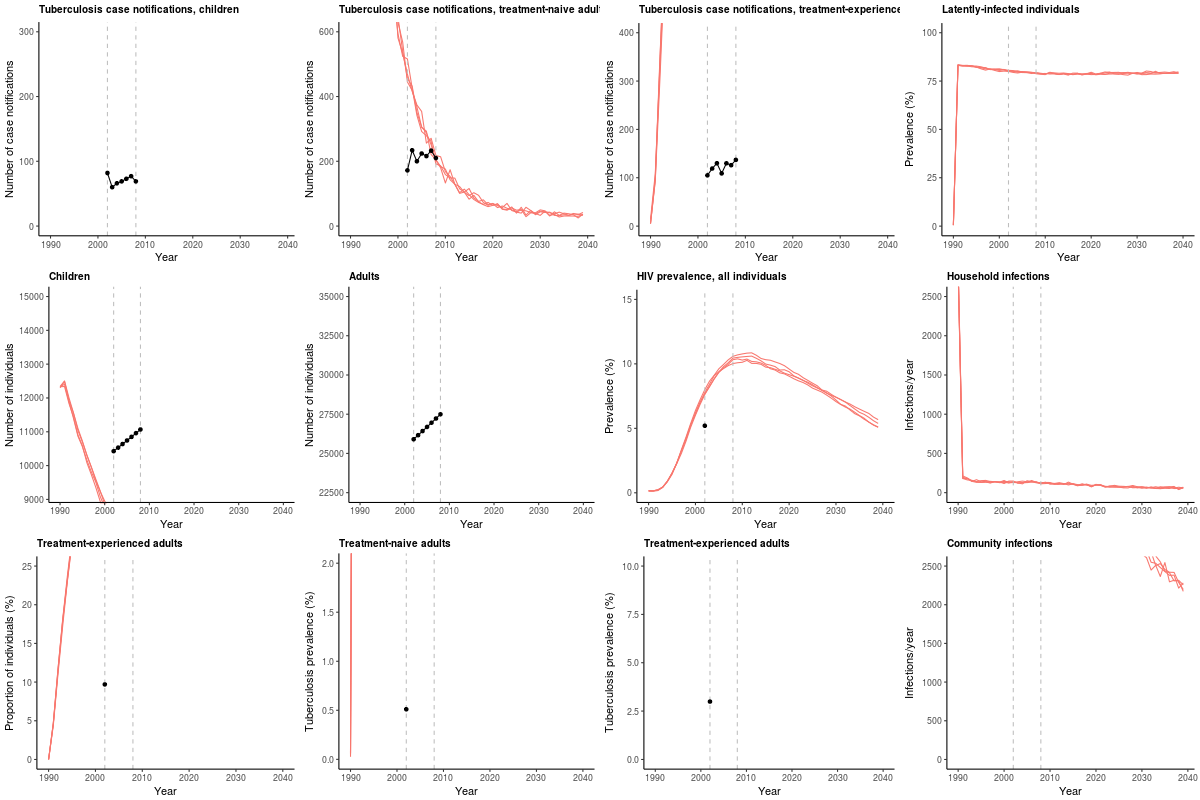 Tuberculosis case notifications, children
Number of case notifications
300
200
100
0
1990 2000 2010 2020 2030 2040
Year
Tuberculosis case notifications, treatment-naive adul
Number of case notifications
600
400
200
0
1990 2000 2010 2020 2030 2040
Year
Tuberculosis case notifications, treatment-experience
Number of case notifications
400
300
200
100
0
1990 2000 2010 2020 2030 2040
Year
Latently-infected individuals
Prevalence (%)
100
75
50
25
0
1990 2000 2010 2020 2030 2040
Year
Children
Number of individuals
15000
14000
13000
12000
11000
10000
9000
1990 2000 2010 2020 2030 2040
Year
Adults
Number of individuals
35000
32500
30000
27500
25000
22500
1990 2000 2010 2020 2030 2040
Year
HIV prevalence, all individuals
Prevalence (%)
15
10
5
0
1990 2000 2010 2020 2030 2040
Year
Household infections
Infections/year
2500
2000
1500
1000
500
0
1990 2000 2010 2020 2030 2040
Year
Treatment-experienced adults
Proportion of individuals (%)
25
20
15
10
5
0
1990 2000 2010 2020 2030 2040
Year
Treatment-naive adults
Tuberculosis prevalence (%)
2.0
1.5
1.0
0.5
0.0
1990 2000 2010 2020 2030 2040
Year
Treatment-experienced adults
Tuberculosis prevalence (%)
10.0
7.5
5.0
2.5
0.0
1990 2000 2010 2020 2030 2040
Year
Community infections
Infections/year
2500
2000
1500
1000
500
0
1990 2000 2010 2020 2030 2040
Year